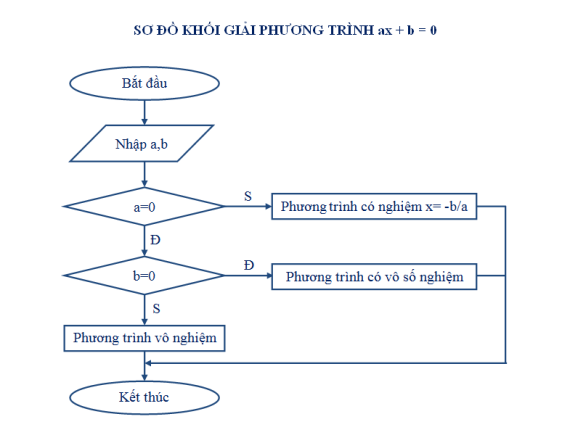 SƠ ĐỒ KHỐI GIẢI PHƯƠNG TRÌNH ax + b = 0
Bắt đầu
Nhập a,b
a=0
S
Phương trình có nghiệm x= -b/a
Đ
b=0
Đ
Phương trình có vô số nghiệm
S
Phương trình vô nghiệm
Kết thúc